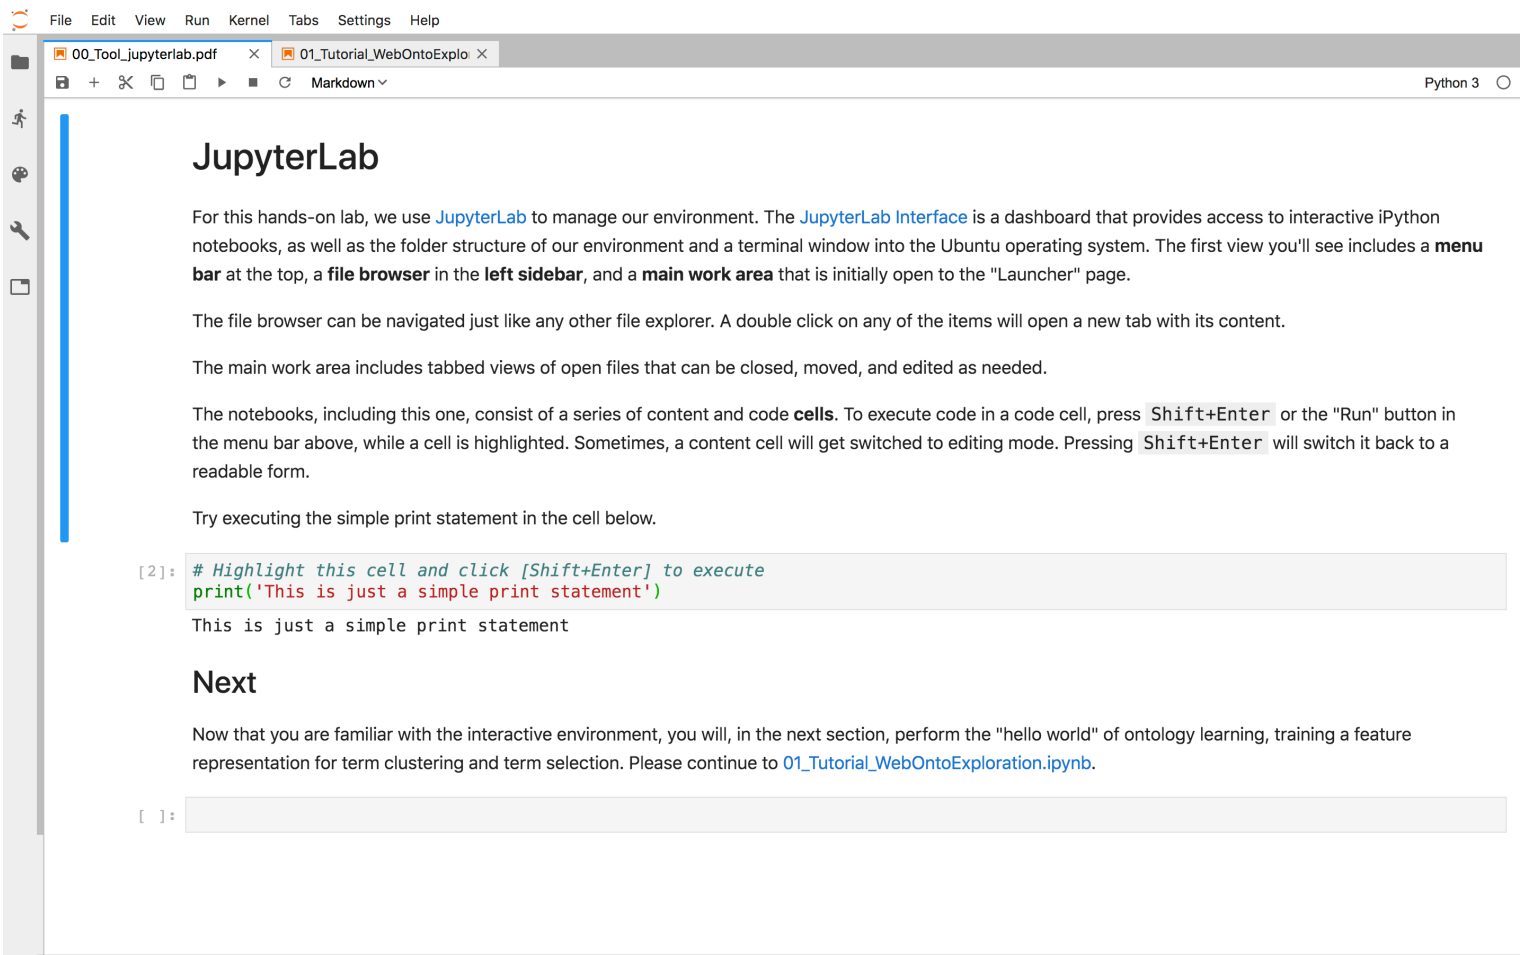 File Edit View Run Kernel Tabs Settings Help
00_Tool_jupyterlab.pdf 01_Tutorial_WebOntoExplo
Markdown Python 3
JupyterLab
For this hands-on lab, we use JupyterLab to manage our environment. The JupyterLab Interface is a dashboard that provides access to interactive iPython
notebooks, as well as the folder structure of our environment and a terminal window into the Ubuntu operating system. The first view you'll see includes a menu
bar at the top, a file browser in the left sidebar, and a main work area that is initially open to the "Launcher" page.
The file browser can be navigated just like any other file explorer. A double click on any of the items will open a new tab with its content.
The main work area includes tabbed views of open files that can be closed, moved, and edited as needed.
The notebooks, including this one, consist of a series of content and code cells. To execute code in a code cell, press Shift+Enter or the "Run" button in
the menu bar above, while a cell is highlighted. Sometimes, a content cell will get switched to editing mode. Pressing Shift+Enter will switch it back to a
readable form.
Try executing the simple print statement in the cell below.
[2]: # Highlight this cell and click [Shift+Enter] to execute
print('This is just a simple print statement')
This is just a simple print statement
Next
Now that you are familiar with the interactive environment, you will, in the next section, perform the "hello world" of ontology learning, training a feature
representation for term clustering and term selection. Please continue to 01_Tutorial_WebOntoExploration.ipynb.
[ ]: